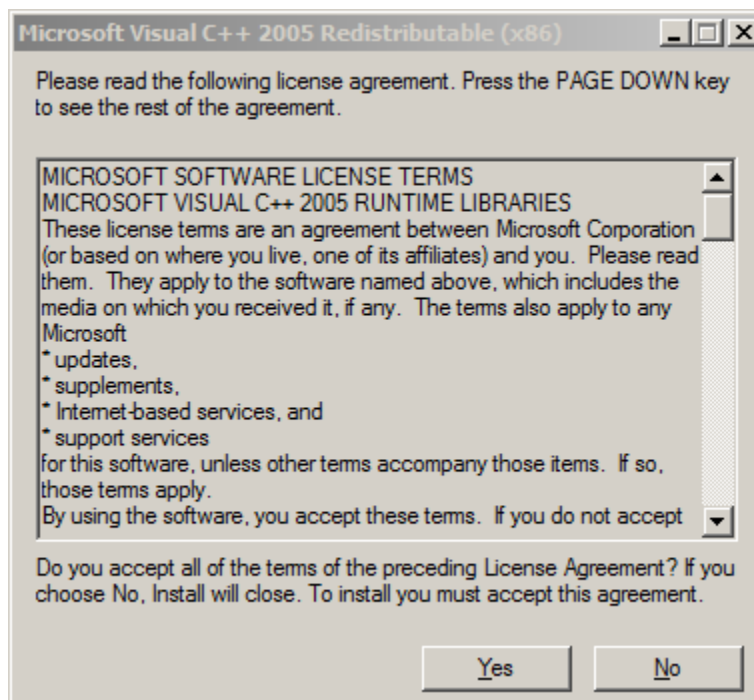 Microsoft Visual C++ 2005 Redistributable (x86)
Please read the following license agreement. Press the PAGE DOWN key
to see the rest of the agreement.
MICROSOFT SOFTWARE LICENSE TERMS
MICROSOFT VISUAL C++ 2005 RUNTIME LIBRARIES
These license terms are an agreement between Microsoft Corporation
(or based on where you live, one of its affiliates) and you.  Please read
them.  They apply to the software named above, which includes the
media on which you received it, if any.  The terms also apply to any
Microsoft
* updates,
* supplements,
* Internet-based services, and
* support services
for this software, unless other terms accompany those items.  If so,
those terms apply.
By using the software, you accept these terms.  If you do not accept
Do you accept all of the terms of the preceding License Agreement? If you
choose No, Install will close. To install you must accept this agreement.
Yes
No